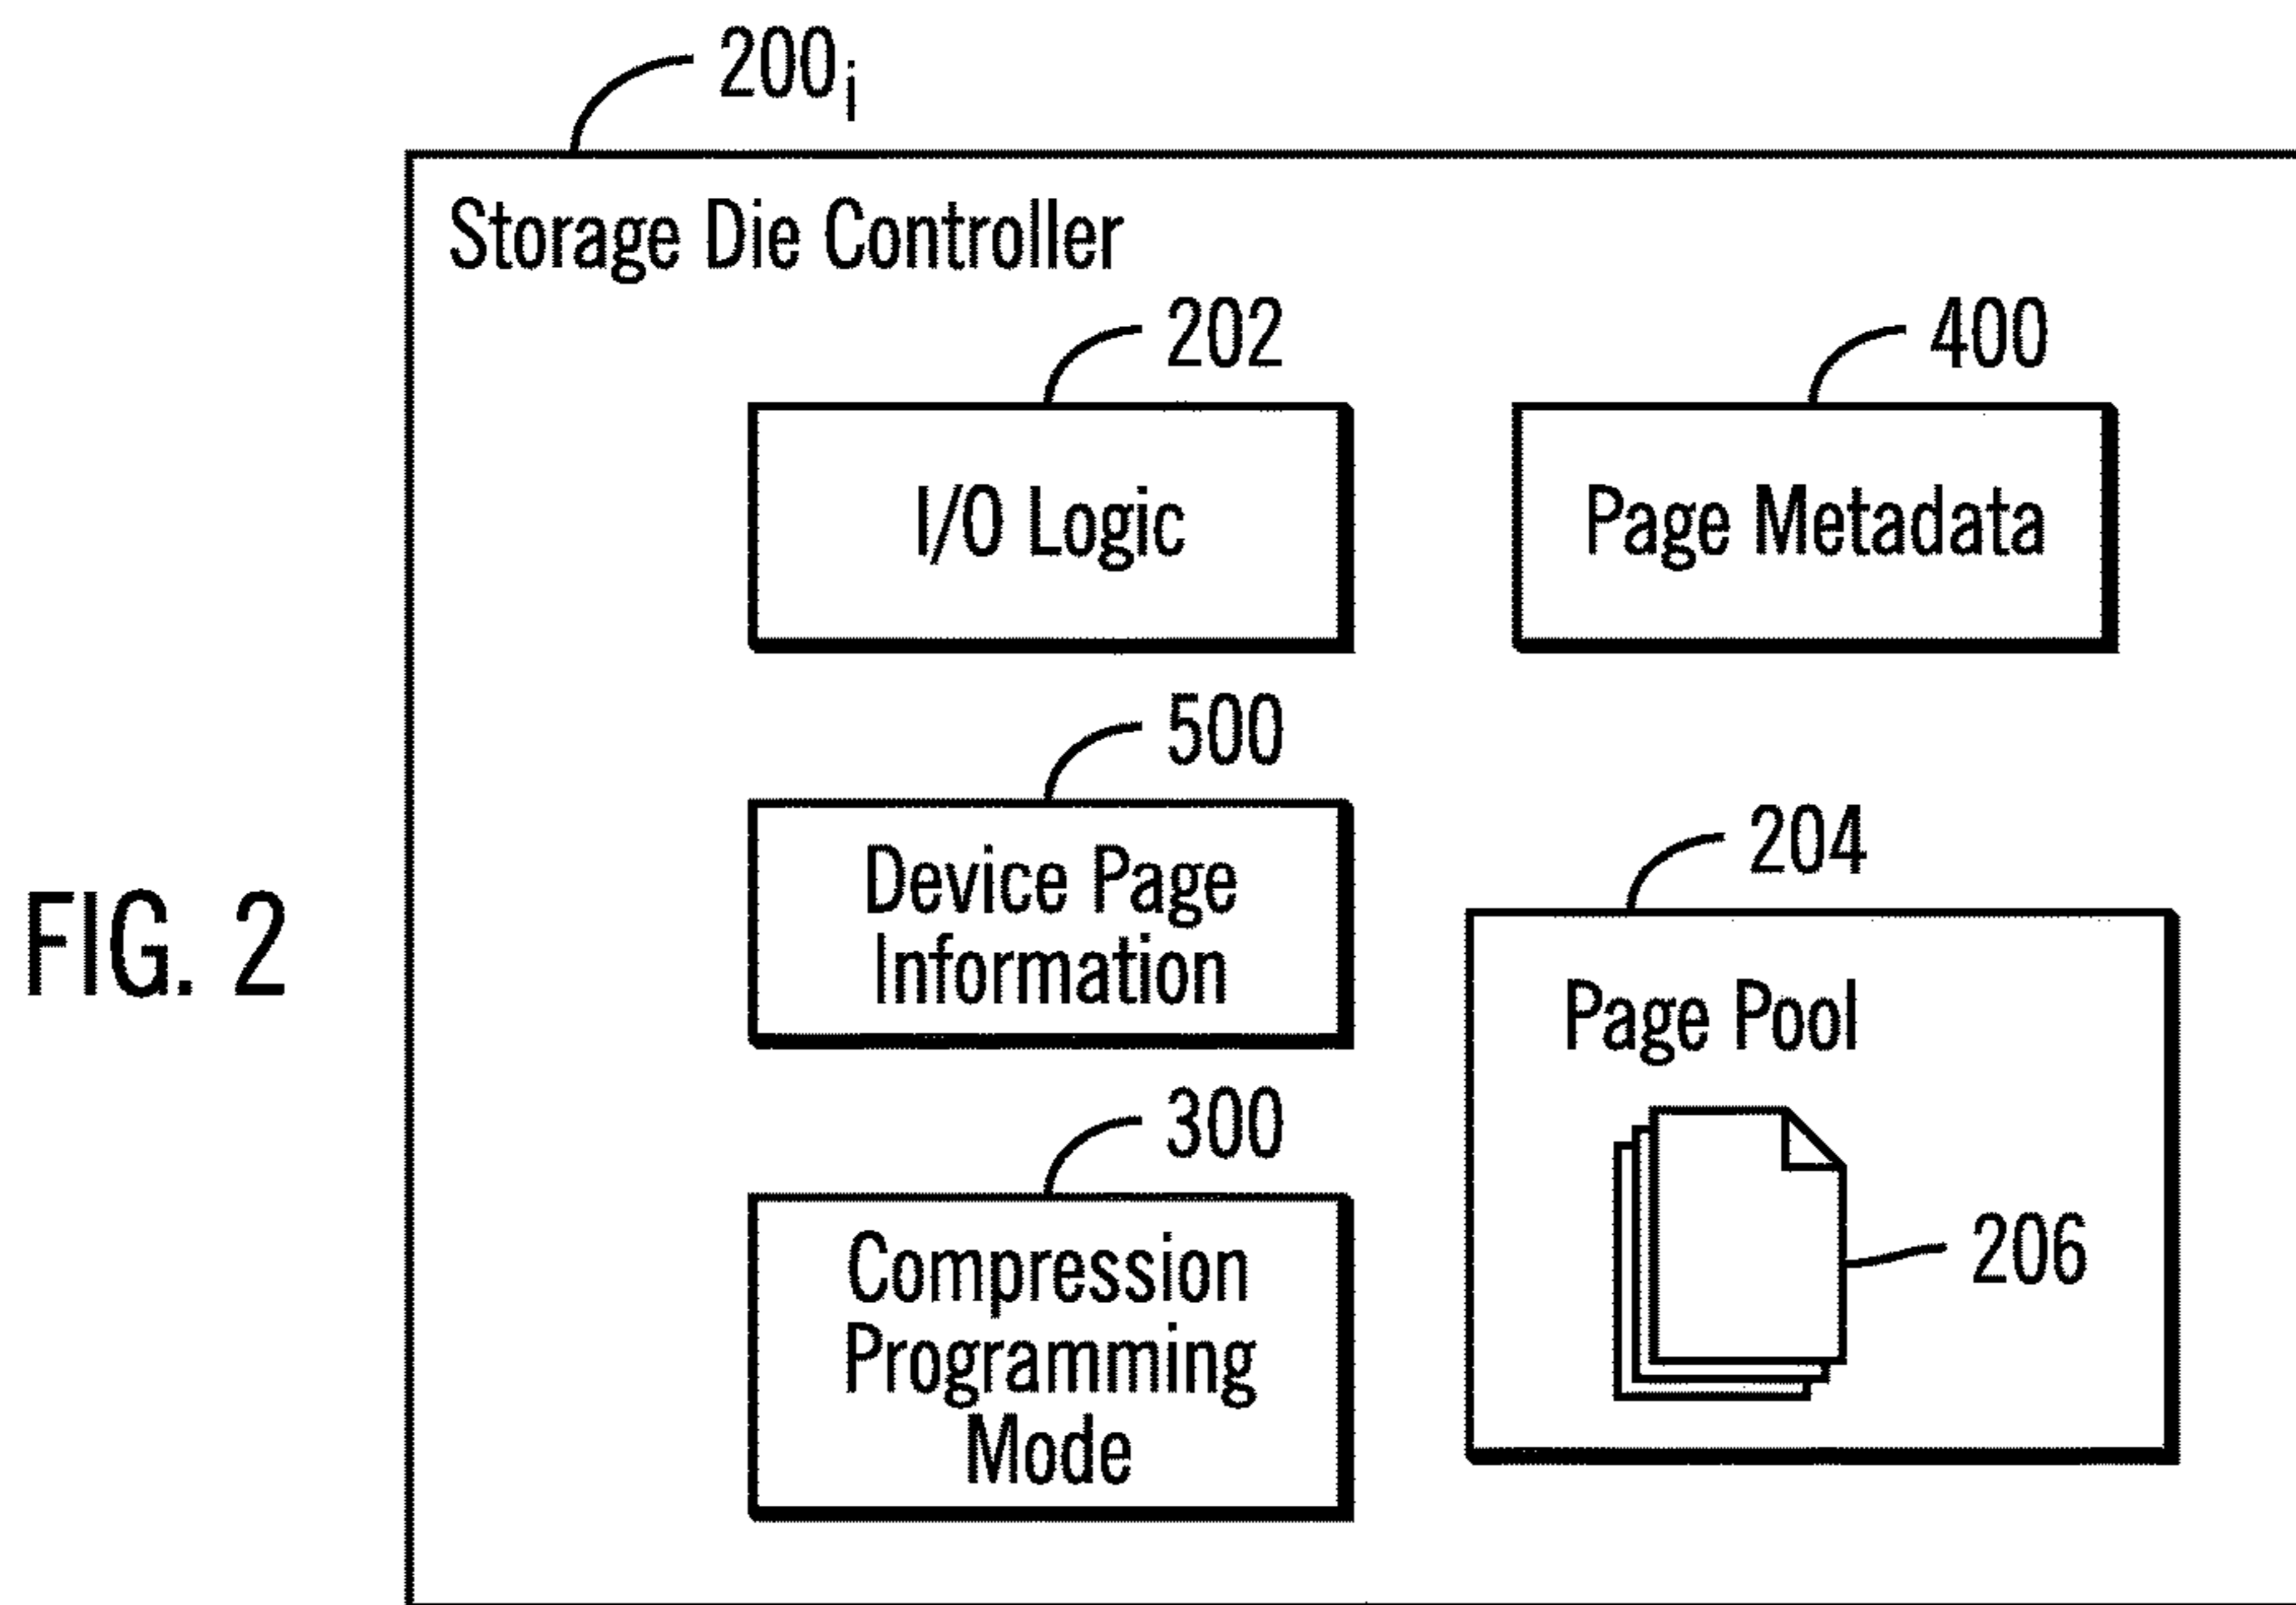 200i
Storage Die Controller
202
400
I/O Logic
Page Metadata
500
Device Page
Information
204
FIG. 2
Page Pool
300
Compression
Programming
Mode
206